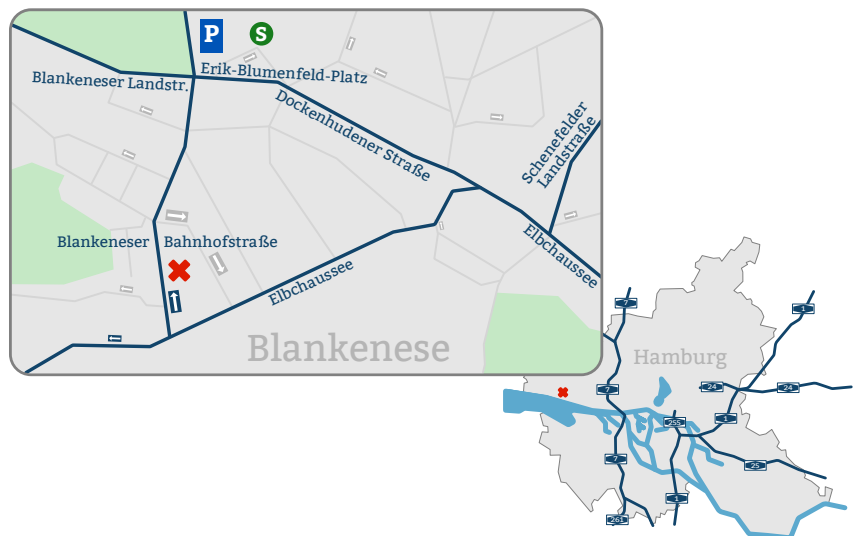 P
S
Erik-Blumenfeld-Platz
Blankeneser Landstr.
Dockenhudener Straße
Schenefelder
Landstraße
Blankeneser
Bahnhofstraße
Elbchaussee
Elbchaussee
Blankenese
Hamburg
7
1
7
24
24
1
255
7
25
1
261